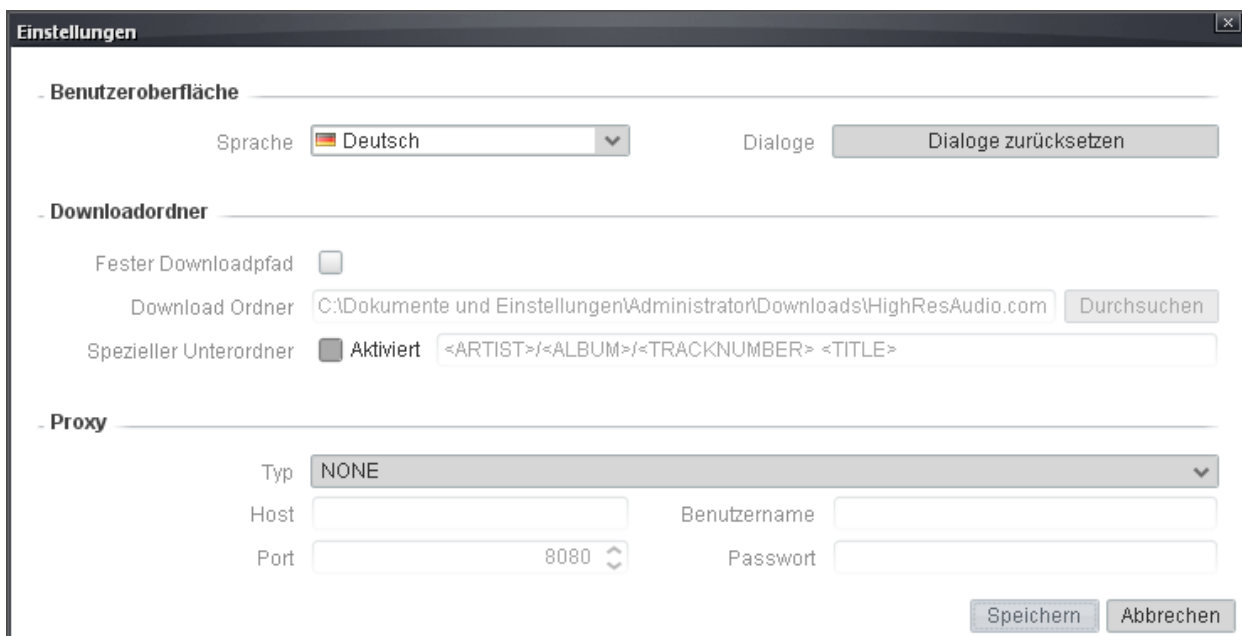 Einstellungen
Benutzeroberfläche
Sprache Deutsch Dialoge Dialoge zurücksetzen
Downloadordner
Fester Downloadpfad
Download Ordner C:\Dokumente und Einstellungen\Administrator\Downloads\HighResAudio.com Durchsuchen
Spezieller Unterordner Aktiviert <ARTIST>/<ALBUM>/<TRACKNUMBER> <TITLE>
Proxy
Typ NONE
Host Benutzername
Port 8080 Passwort
Speichern Abbrechen